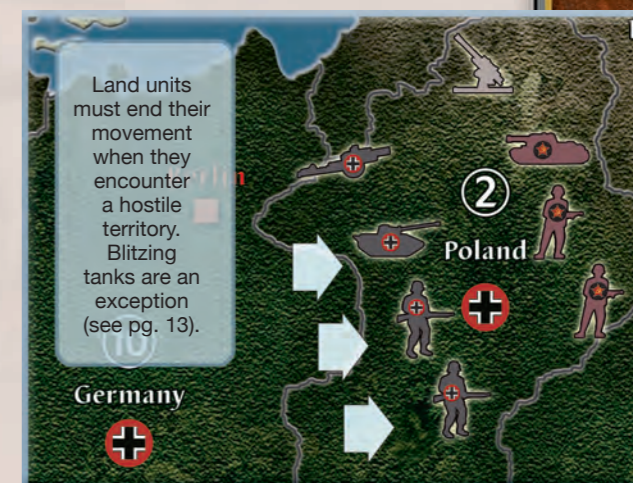 Land units
must end their
movement
when they
encounter
a hostile
territory.
Blitzing
tanks are an
exception
(see pg. 13).
Berlin
10
Germany
2
Poland